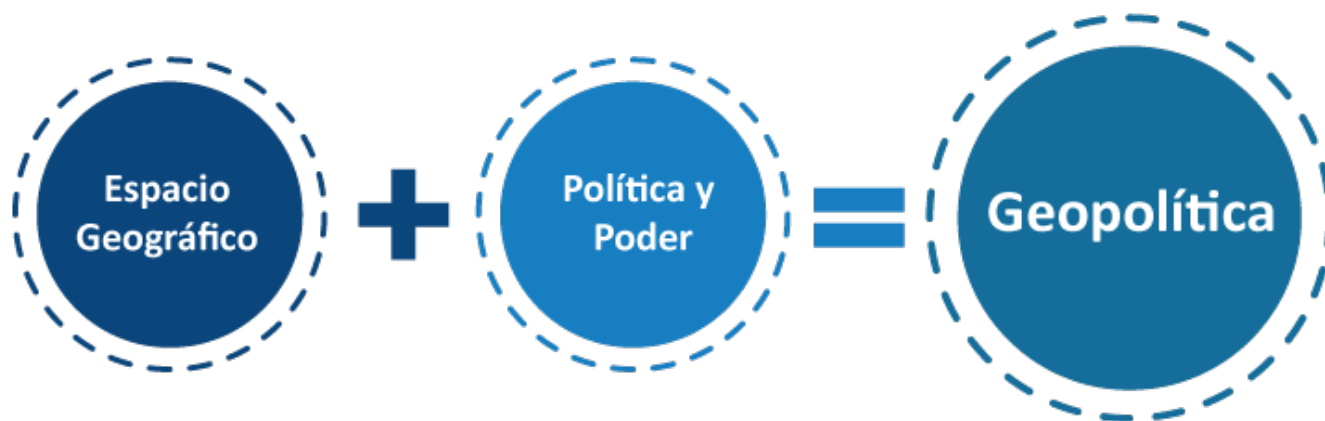 Espacio
Geográfico
Política y
Poder
Geopolítica